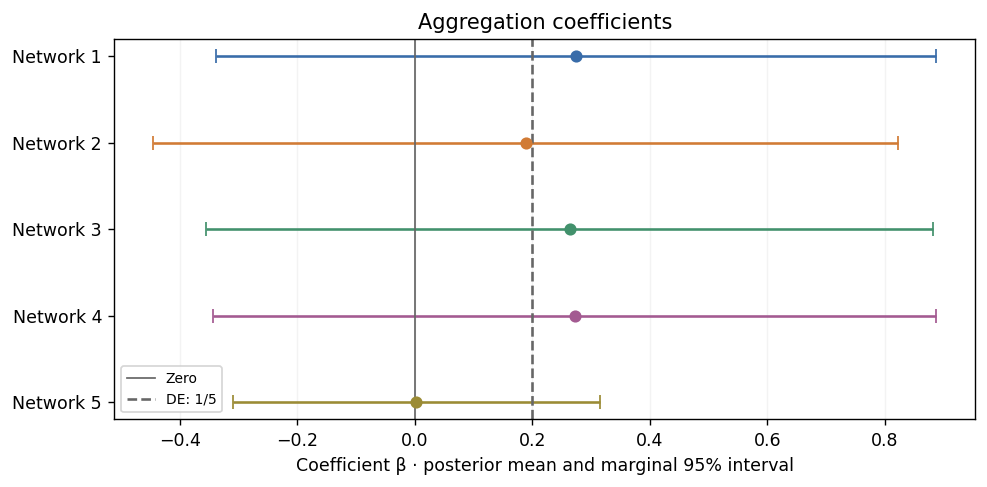 Aggregation coefficients
Network 1
Network 2
Network 3
Network 4
Network 5
Zero
DE: 1/5
−0.4
−0.2
0.0
0.2
0.4
0.6
0.8
Coefficient β · posterior mean and marginal 95% interval